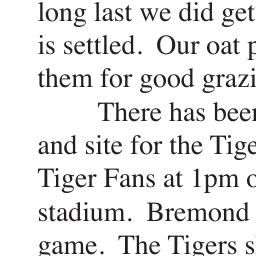 long last we did get
is settled.  Our oat
them for good grazi
There has been
and site for the Tige
Tiger Fans at 1pm
stadium.  Bremond
game.  The Tigers s